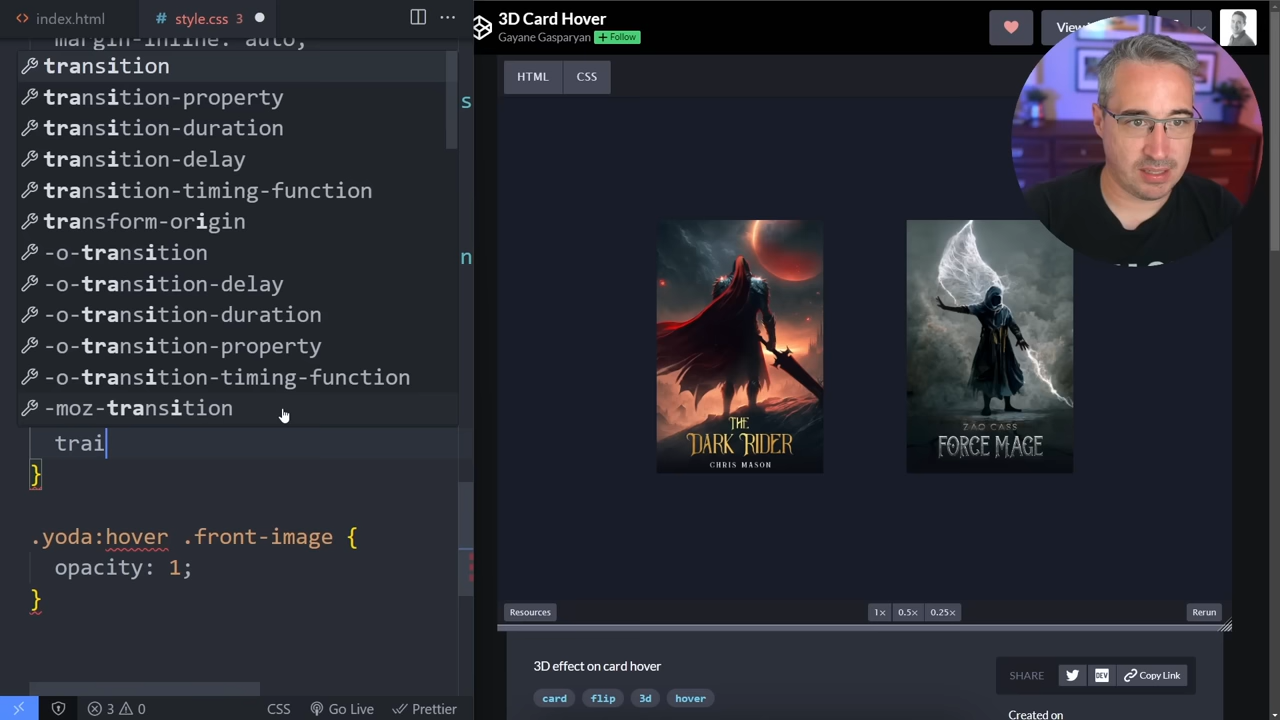 index.html
# style.css 3
margin-inline: auto;
transition
transition-property
transition-duration
transition-delay
transition-timing-function
transform-origin
-o-transition
-o-transition-delay
-o-transition-duration
-o-transition-property
-o-transition-timing-function
-moz-transition
s
n
trai
}
.yoda:hover .front-image {
opacity: 1;
}
3 0
CSS
Go Live
Prettier
3D Card Hover
Gayane Gasparyan
+ Follow
HTML
CSS
THE
DARK RIDER
CHRIS MASON
ZAO CASS
FORCE MAGE
Resources
1×
0.5×
0.25×
Rerun
3D effect on card hover
card
flip
3d
hover
SHARE
DEV
Copy Link
Created on